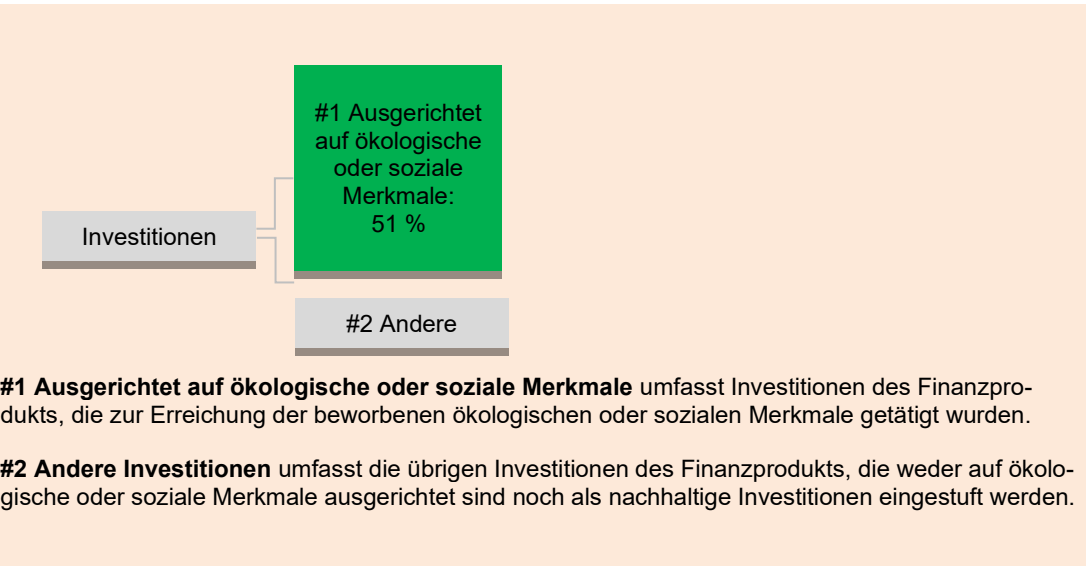 #1 Ausgerichtet
auf ökologische
oder soziale
Merkmale:
51 %
Investitionen
#2 Andere
#1 Ausgerichtet auf ökologische oder soziale Merkmale umfasst Investitionen des Finanzpro-
dukts, die zur Erreichung der beworbenen ökologischen oder sozialen Merkmale getätigt wurden.
#2 Andere Investitionen umfasst die übrigen Investitionen des Finanzprodukts, die weder auf ökolo-
gische oder soziale Merkmale ausgerichtet sind noch als nachhaltige Investitionen eingestuft werden.